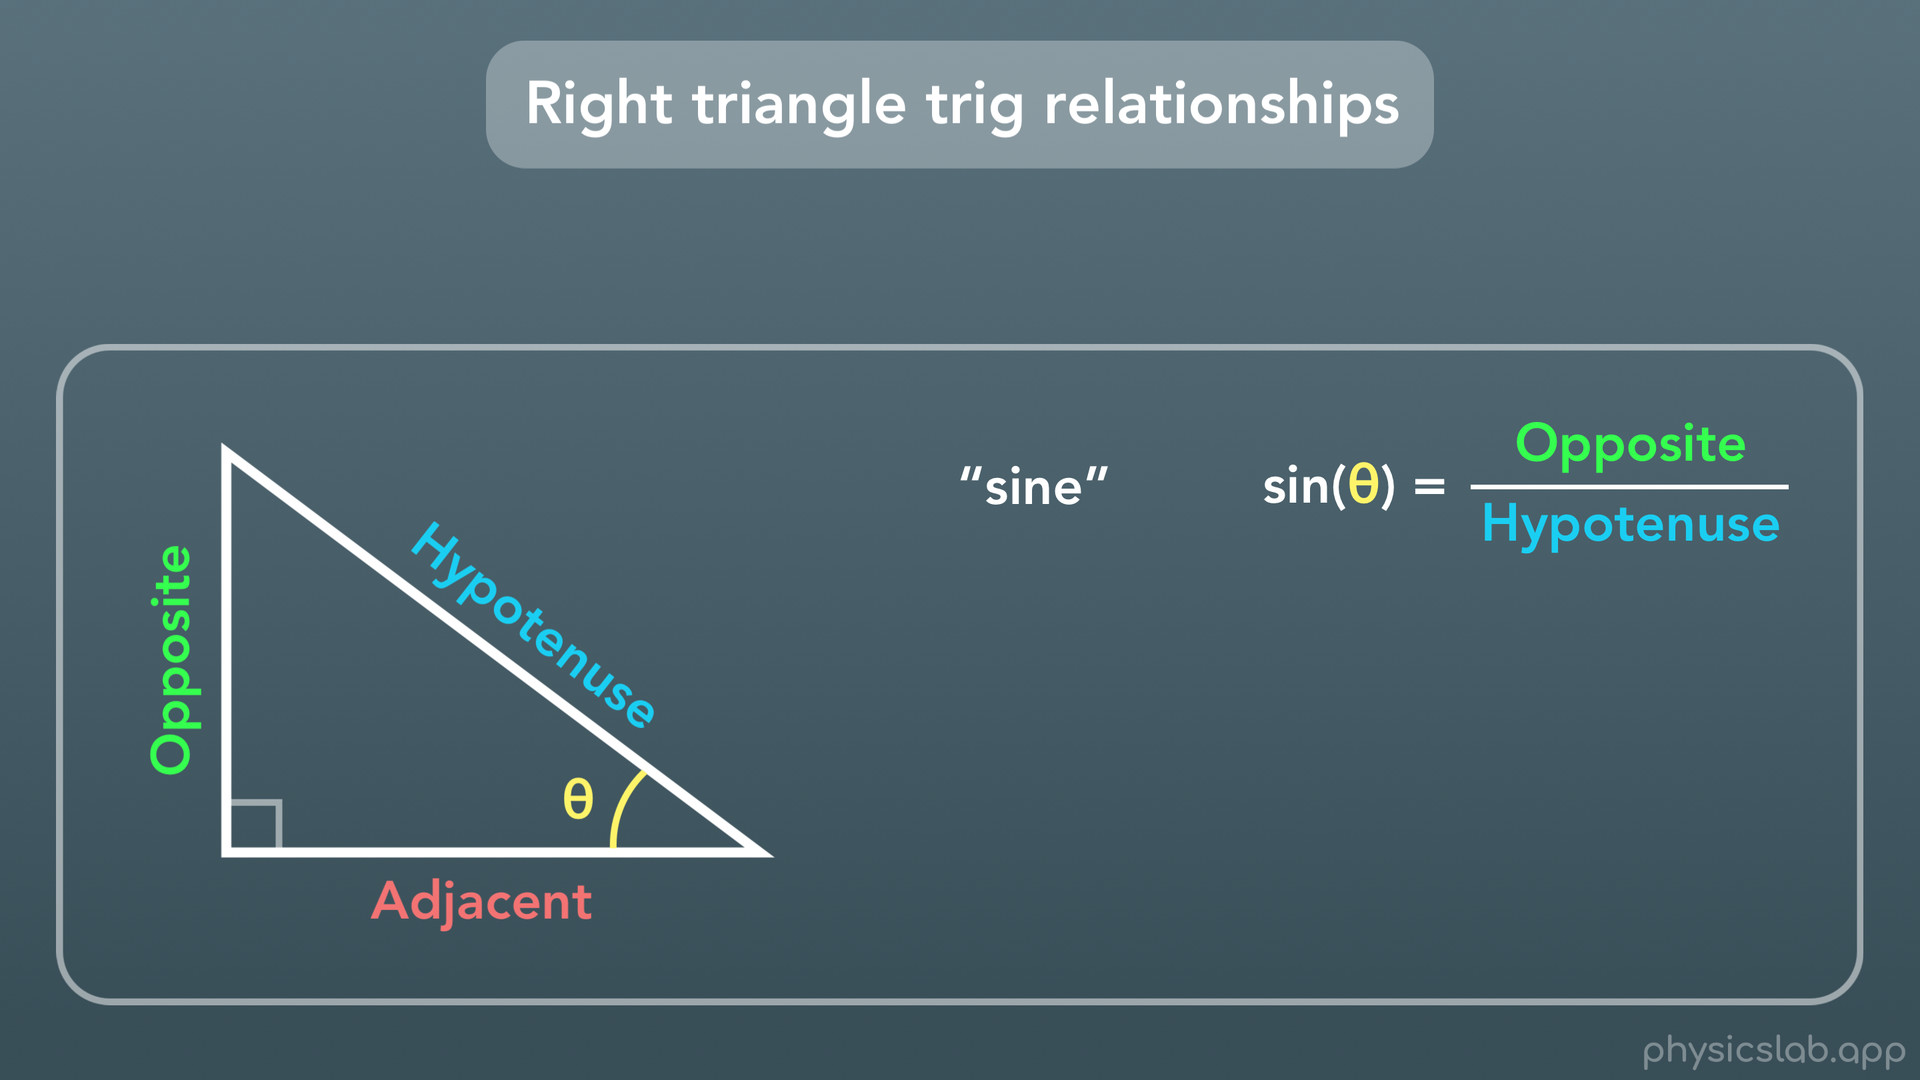 Right triangle trig relationships
Opposite
Hypotenuse
θ
Adjacent
“sine”
sin(θ) = Opposite
Hypotenuse
physicslab.app